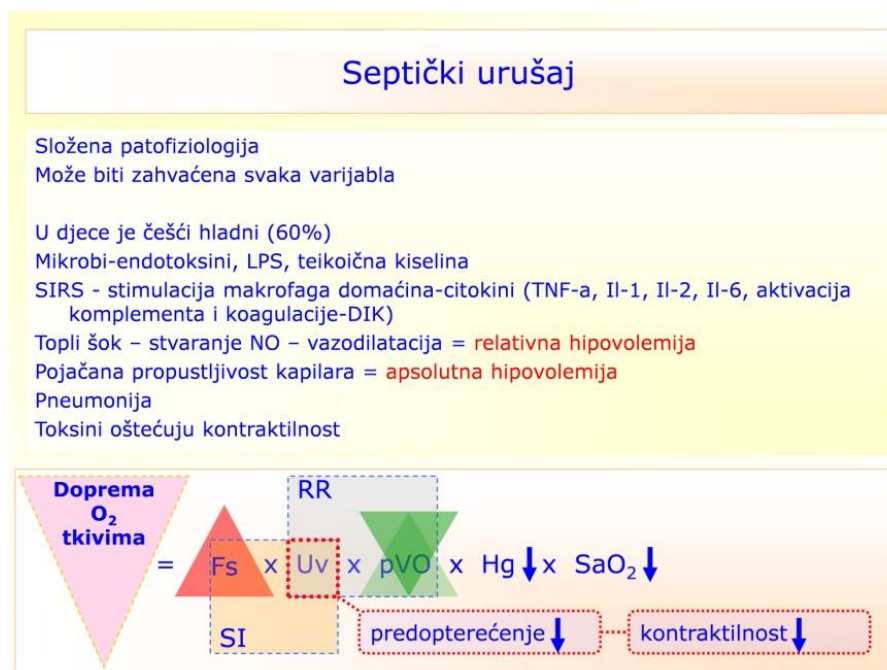 Septički urušaj
Složena patofiziologija
Može biti zahvaćena svaka varijabla
U djece je češći hladni (60%)
Mikrobi-endotoksini, LPS, teikoična kiselina
SIRS - stimulacija makrofaga domaćina-citokini (TNF-a, Il-1, Il-2, Il-6, aktivacija
komplementa i koagulacije-DIK)
Topli šok – stvaranje NO – vazodilatacija = relativna hipovolemija
Pojačana propustljivost kapilara = apsolutna hipovolemija
Pneumonija
Toksini oštećuju kontraktilnost
Doprema
O₂
tkivima
RR
= Fs x Uv x pVO x Hg x SaO₂
SI
predopterećenje
kontraktilnost